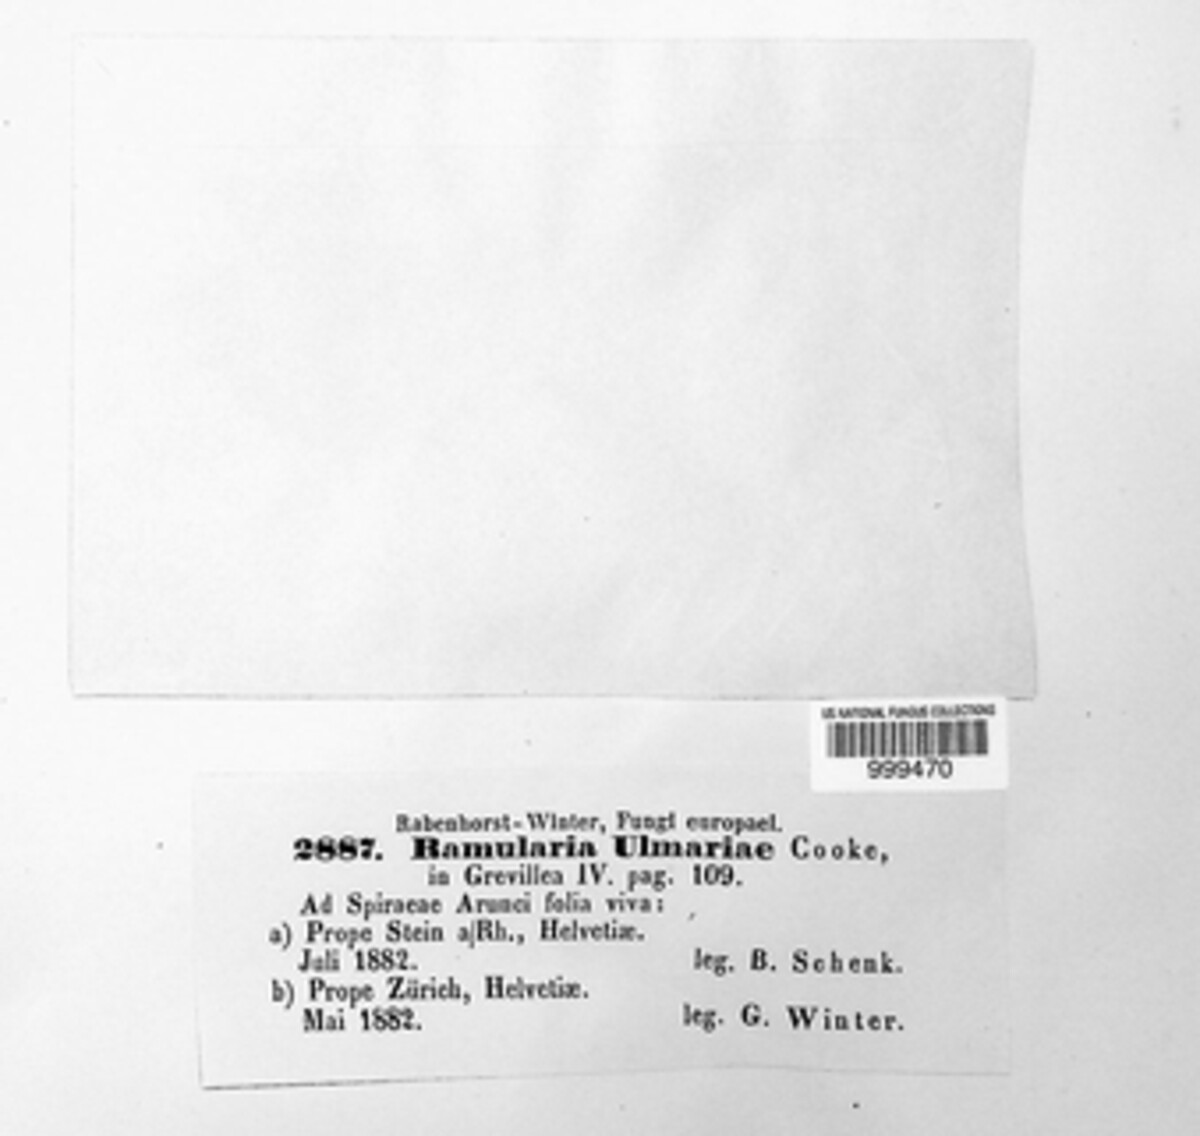 US NATIONAL FUNGUS COLLECTIONS
999470
Rabenhorst-Winter, Fungi europaei.
2887. Ramularia Ulmariae Cooke,
in Grevillea IV. pag. 109.
Ad Spiraeae Arunci folia viva:
a) Prope Stein a/Rh., Helvetiæ.
Juli 1882. leg. B. Schenk.
b) Prope Zürich, Helvetiæ.
Mai 1882. leg. G. Winter.